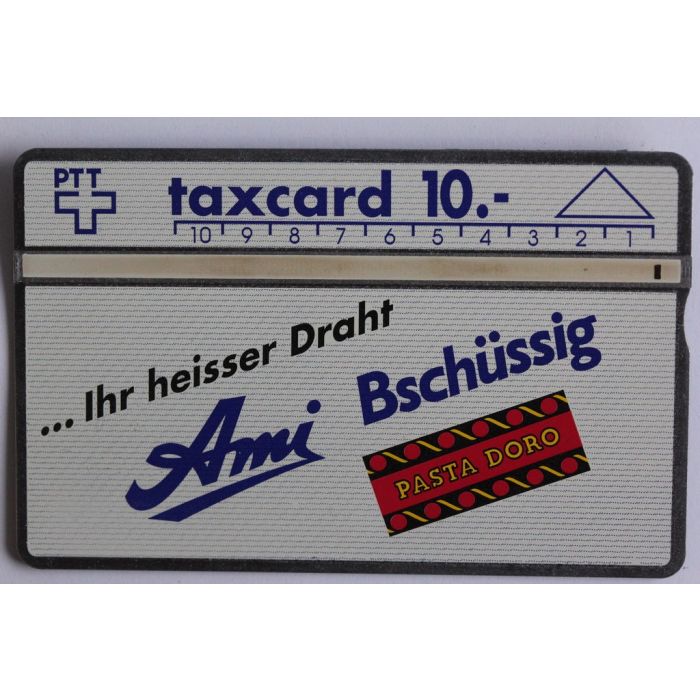 PTT
taxcard 10.-
10 9 8 7 6 5 4 3 2 1
... Ihr heisser Draht
Ami Bschüssig
PASTA DORO